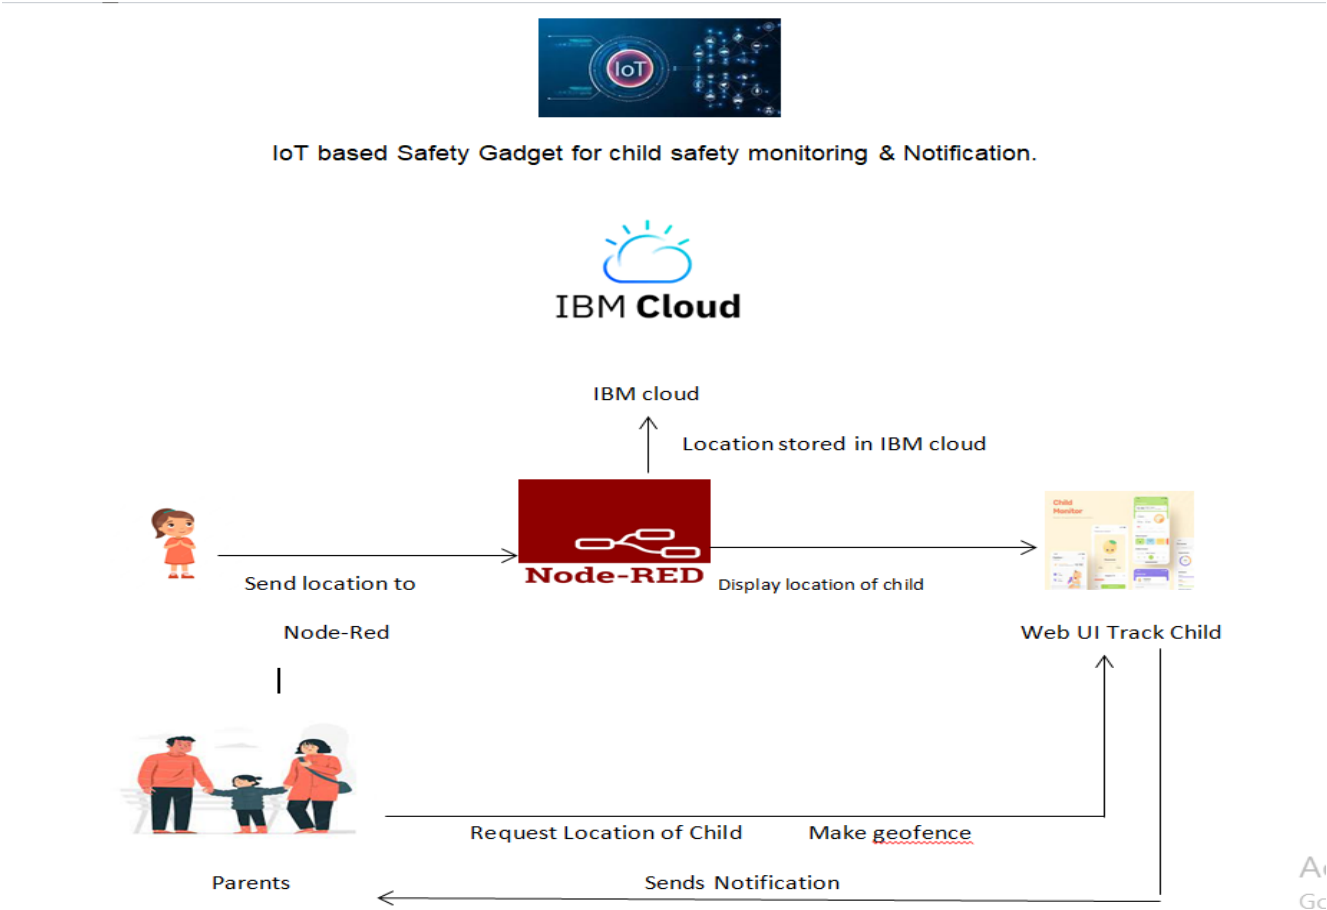 IoT
IoT based Safety Gadget for child safety monitoring & Notification.
IBM Cloud
IBM cloud
Location stored in IBM cloud
Child
Monitor
Node-RED
Send location to
Display location of child
Node-Red
Web UI Track Child
Request Location of Child Make geofence
Parents
Sends Notification